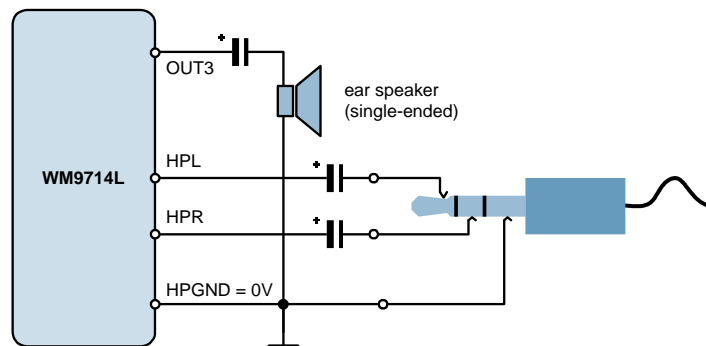 OUT3
+
ear speaker
(single-ended)
WM9714L
HPL
+
HPR
+
HPGND = 0V